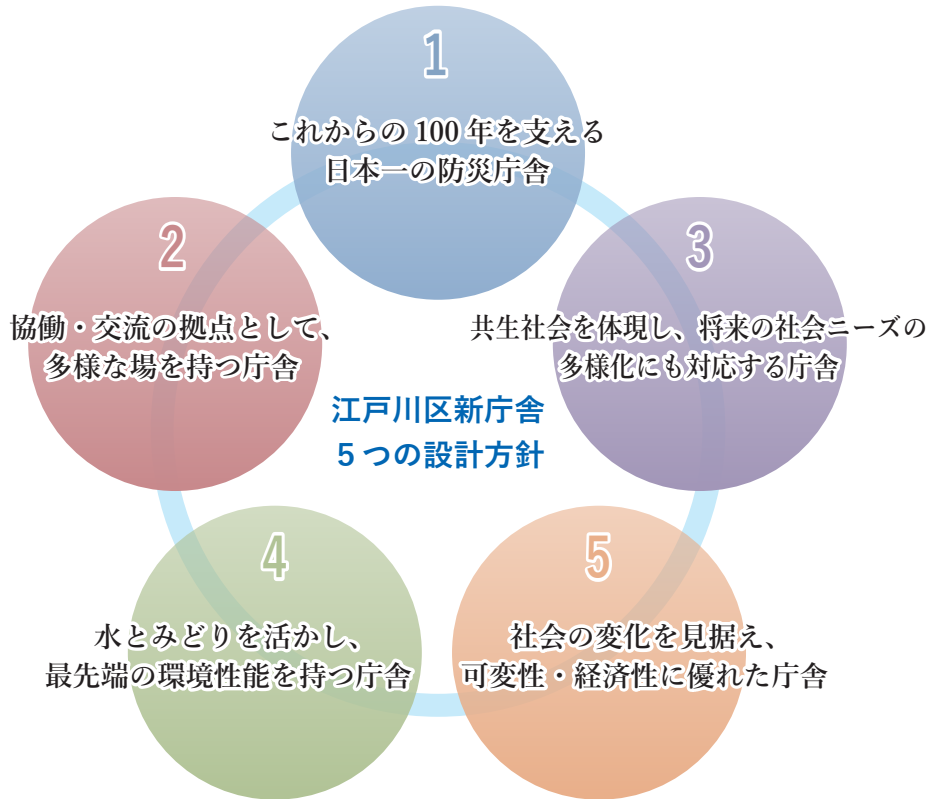 1
これからの 100 年を支える
日本一の防災庁舎
2
協働・交流の拠点として、
多様な場を持つ庁舎
3
共生社会を体現し、将来の社会ニーズの
多様化にも対応する庁舎
江戸川区新庁舎
5 つの設計方針
4
水とみどりを活かし、
最先端の環境性能を持つ庁舎
5
社会の変化を見据え、
可変性・経済性に優れた庁舎